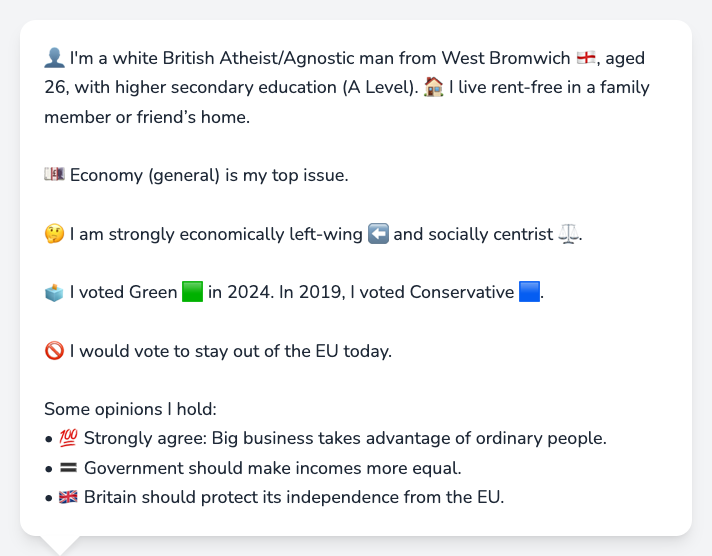 👤 I'm a white British Atheist/Agnostic man from West Bromwich 🏴󠁧󠁢󠁥󠁮󠁧󠁿, aged
26, with higher secondary education (A Level). 🏠 I live rent-free in a family
member or friend’s home.
💷 Economy (general) is my top issue.
🤔 I am strongly economically left-wing ⬅️ and socially centrist ⚖️.
🗳️ I voted Green 🟩 in 2024. In 2019, I voted Conservative 🟦.
🚫 I would vote to stay out of the EU today.
Some opinions I hold:
• 💯 Strongly agree: Big business takes advantage of ordinary people.
• 🟰 Government should make incomes more equal.
• 🇬🇧 Britain should protect its independence from the EU.